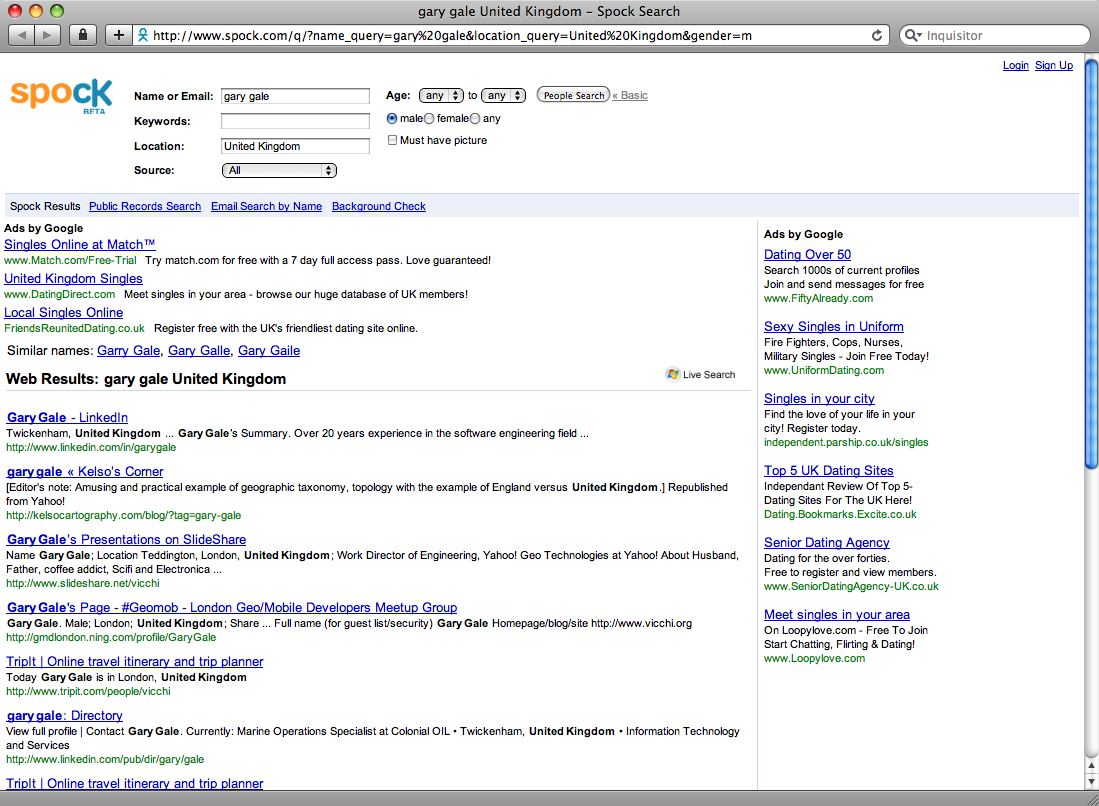 gary gale United Kingdom – Spock Search
http://www.spock.com/q/?name_query=gary%20gale&location_query=United%20Kingdom&gender=m
Inquisitor
Login Sign Up
spock
BETA
Name or Email: gary gale
Age: any to any People Search « Basic
Keywords:
male female any
Location: United Kingdom
Must have picture
Source: All
Spock Results Public Records Search Email Search by Name Background Check
Ads by Google
Singles Online at Match™
www.Match.com/Free-Trial Try match.com for free with a 7 day full access pass. Love guaranteed!
United Kingdom Singles
www.DatingDirect.com Meet singles in your area - browse our huge database of UK members!
Local Singles Online
FriendsReunitedDating.co.uk Register free with the UK's friendliest dating site online.
Similar names: Garry Gale, Gary Galle, Gary Gaile
Web Results: gary gale United Kingdom
Live Search
Gary Gale - LinkedIn
Twickenham, United Kingdom ... Gary Gale's Summary. Over 20 years experience in the software engineering field ...
http://www.linkedin.com/in/garygale
gary gale « Kelso's Corner
[Editor's note: Amusing and practical example of geographic taxonomy, topology with the example of England versus United Kingdom.] Republished
from Yahoo!
http://kelsocartography.com/blog/?tag=gary-gale
Gary Gale's Presentations on SlideShare
Name Gary Gale; Location Teddington, London, United Kingdom; Work Director of Engineering, Yahoo! Geo Technologies at Yahoo! About Husband,
Father, coffee addict, Scifi and Electronica ...
http://www.slideshare.net/vicchi
Gary Gale's Page - #Geomob - London Geo/Mobile Developers Meetup Group
Gary Gale. Male; London; United Kingdom; Share ... Full name (for guest list/security) Gary Gale Homepage/blog/site http://www.vicchi.org
http://gmdlondon.ning.com/profile/GaryGale
TripIt | Online travel itinerary and trip planner
Today Gary Gale is in London, United Kingdom
http://www.tripit.com/people/vicchi
gary gale: Directory
View full profile | Contact Gary Gale. Currently: Marine Operations Specialist at Colonial OIL • Twickenham, United Kingdom • Information Technology
and Services
http://www.linkedin.com/pub/dir/gary/gale
TripIt | Online travel itinerary and trip planner
Ads by Google
Dating Over 50
Search 1000s of current profiles
Join and send messages for free
www.FiftyAlready.com
Sexy Singles in Uniform
Fire Fighters, Cops, Nurses,
Military Singles - Join Free Today!
www.UniformDating.com
Singles in your city
Find the love of your life in your
city! Register today.
independent.parship.co.uk/singles
Top 5 UK Dating Sites
Independant Review Of Top 5-
Dating Sites For The UK Here!
Dating.Bookmarks.Excite.co.uk
Senior Dating Agency
Dating for the over forties.
Free to register and view members.
www.SeniorDatingAgency-UK.co.uk
Meet singles in your area
On Loopylove.com - Free To Join
Start Chatting, Flirting & Dating!
www.Loopylove.com